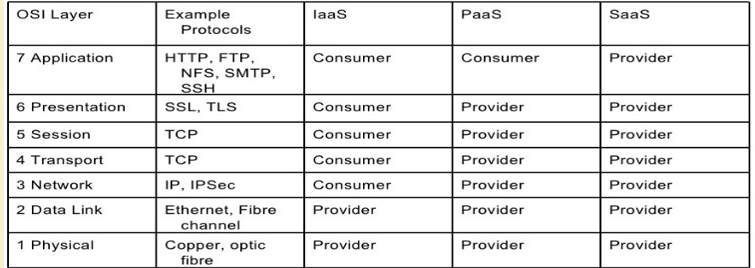 OSI Layer Example Protocols IaaS PaaS SaaS
7 Application HTTP, FTP, NFS, SMTP, SSH Consumer Consumer Provider
6 Presentation SSL, TLS Consumer Provider Provider
5 Session TCP Consumer Provider Provider
4 Transport TCP Consumer Provider Provider
3 Network IP, IPSec Consumer Provider Provider
2 Data Link Ethernet, Fibre channel Provider Provider Provider
1 Physical Copper, optic fibre Provider Provider Provider